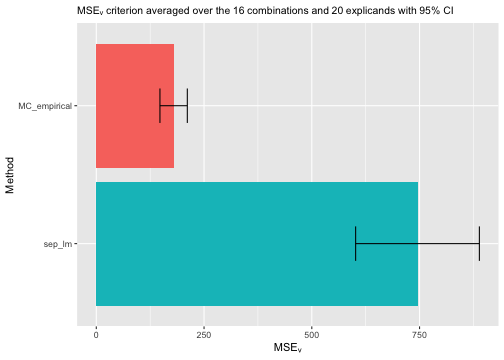 MSEᵥ criterion averaged over the 16 combinations and 20 explicands with 95% CI
Method
MC_empirical
sep_lm
0 250 500 750
MSEᵥ